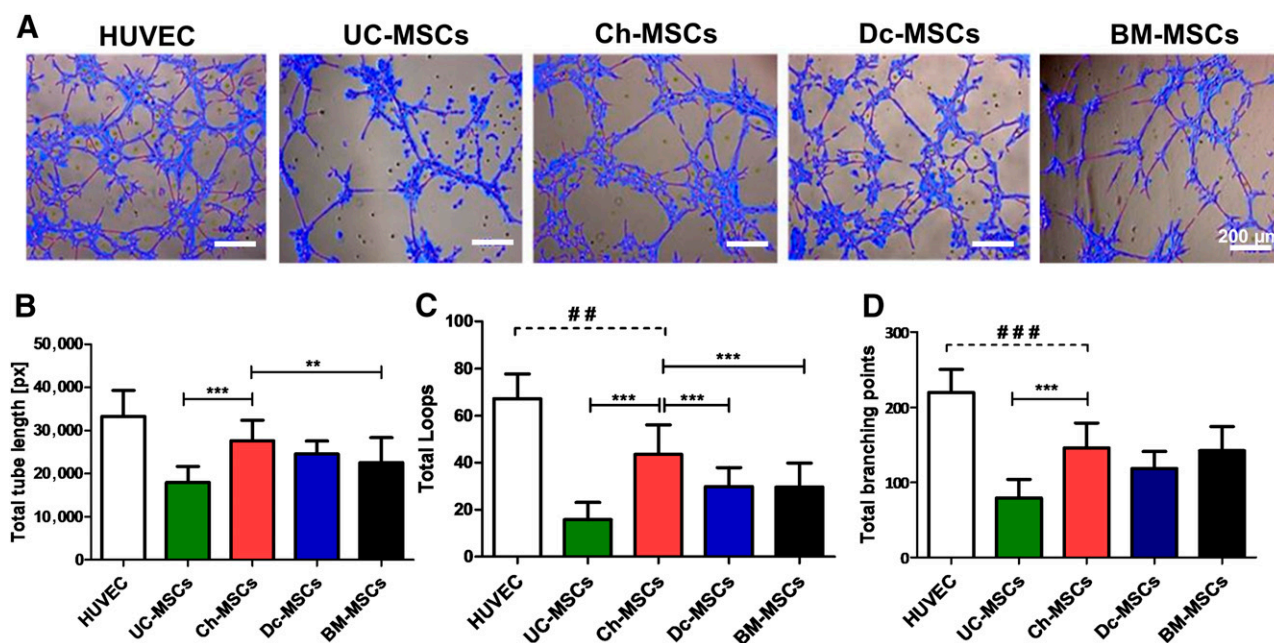 A
HUVEC
UC-MSCs
Ch-MSCs
Dc-MSCs
BM-MSCs
200 µm
B
Total tube length [px]
50,000
40,000
30,000
20,000
10,000
0
***
**
HUVEC
UC-MSCs
Ch-MSCs
Dc-MSCs
BM-MSCs
C
Total Loops
100
80
60
40
20
0
##
***
***
***
HUVEC
UC-MSCs
Ch-MSCs
Dc-MSCs
BM-MSCs
D
Total branching points
300
200
100
0
###
***
HUVEC
UC-MSCs
Ch-MSCs
Dc-MSCs
BM-MSCs